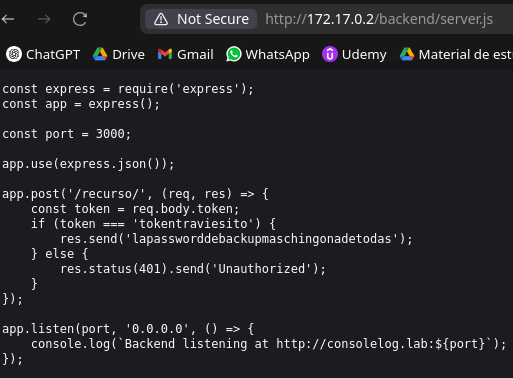 Not Secure http://172.17.0.2/backend/server.js
ChatGPT Drive Gmail WhatsApp Udemy Material de est
const express = require('express');
const app = express();
const port = 3000;
app.use(express.json());
app.post('/recurso/', (req, res) => {
    const token = req.body.token;
    if (token === 'tokentraviesito') {
        res.send('lapassworddebackupmaschingonadetodas');
    } else {
        res.status(401).send('Unauthorized');
    }
});
app.listen(port, '0.0.0.0', () => {
    console.log(`Backend listening at http://consolelog.lab:${port}`);
});